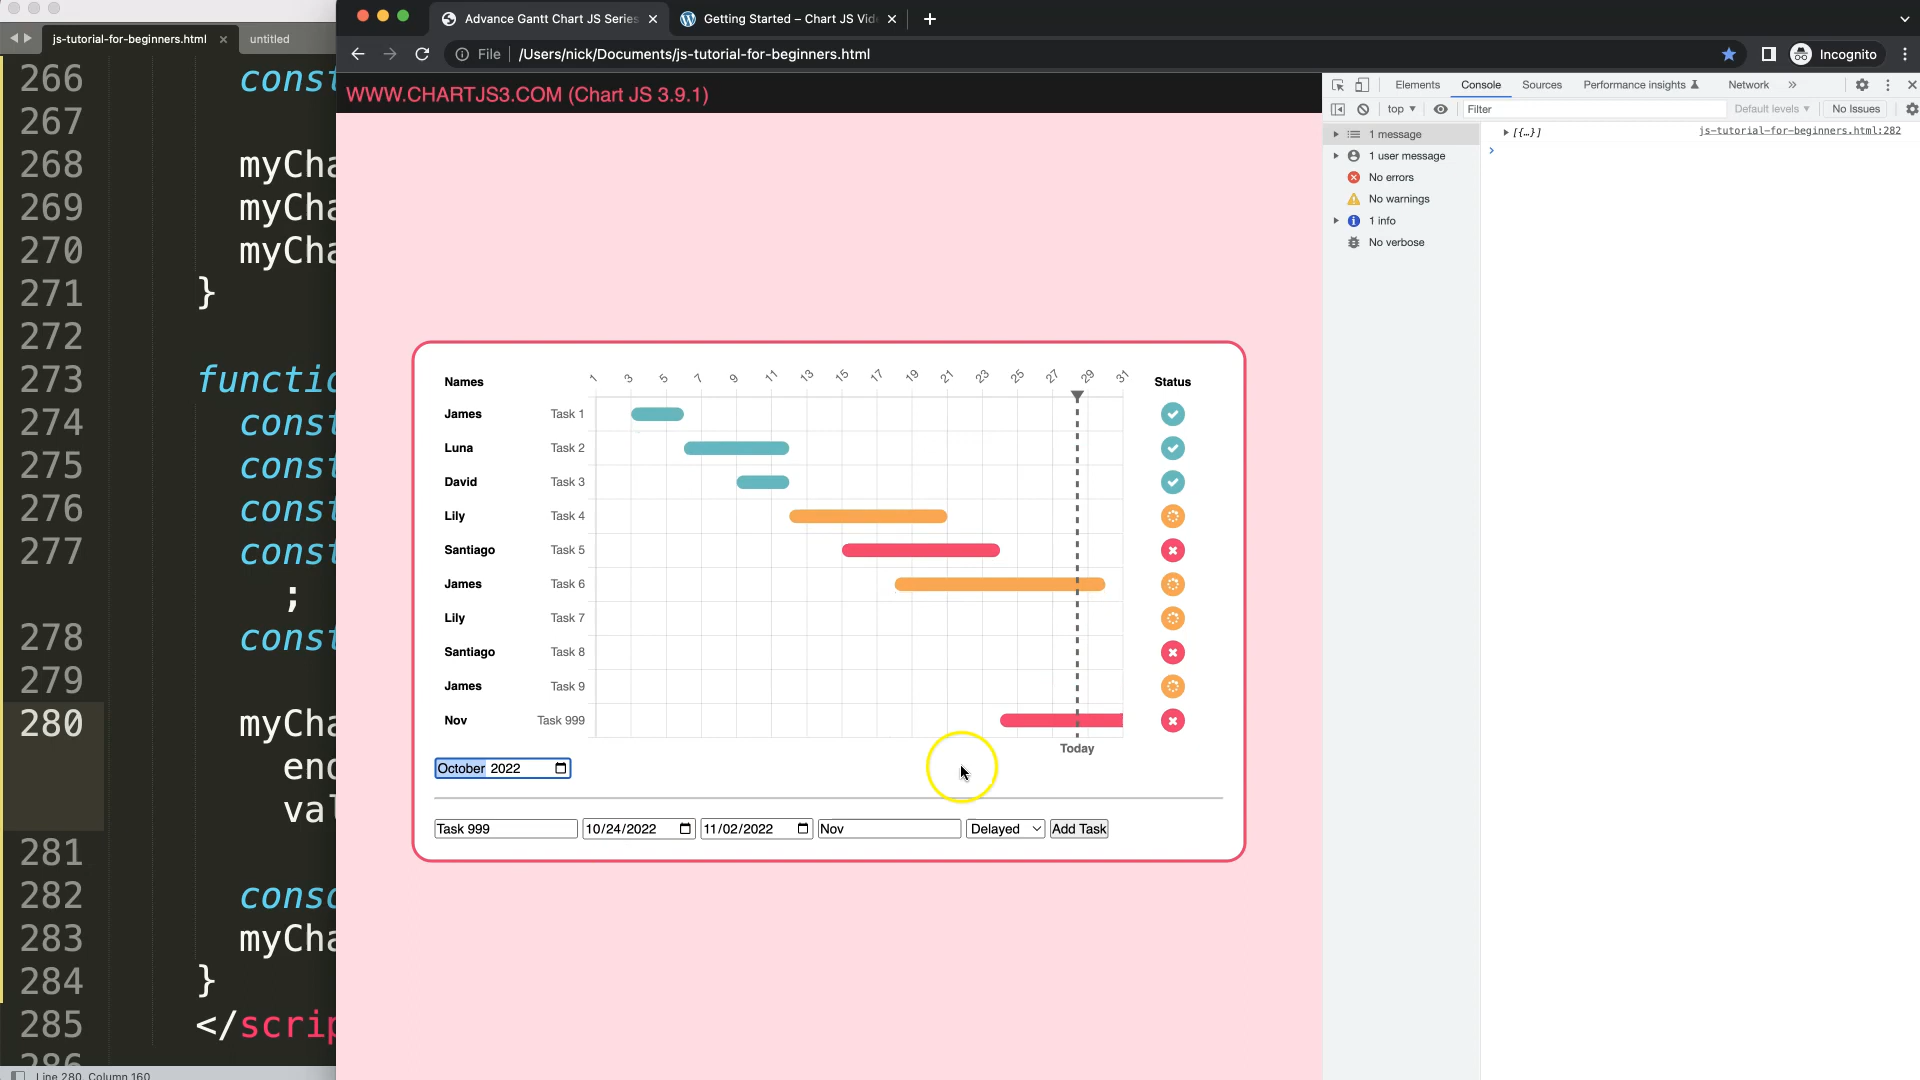 js-tutorial-for-beginners.html
untitled
266 const
267
268 myCha
269 myCha
270 myCha
271 }
272
273 functio
274 const
275 const
276 const
277 const
;
278 const
279
280 myCha
end
val
281
282 conso
283 myCha
284 }
285 </scrip
286
Line 280, Column 160
Advance Gantt Chart JS Series
Getting Started – Chart JS Vid
File
/Users/nick/Documents/js-tutorial-for-beginners.html
Incognito
WWW.CHARTJS3.COM (Chart JS 3.9.1)
Names 1 3 5 7 9 11 13 15 17 19 21 23 25 27 29 31 Status
James Task 1
Luna Task 2
David Task 3
Lily Task 4
Santiago Task 5
James Task 6
Lily Task 7
Santiago Task 8
James Task 9
Nov Task 999
Today
October 2022
Task 999 10/24/2022 11/02/2022 Nov Delayed Add Task
Elements Console Sources Performance insights Network »
top Filter Default levels No Issues
1 message
1 user message
No errors
No warnings
1 info
No verbose
[{…}] js-tutorial-for-beginners.html:282